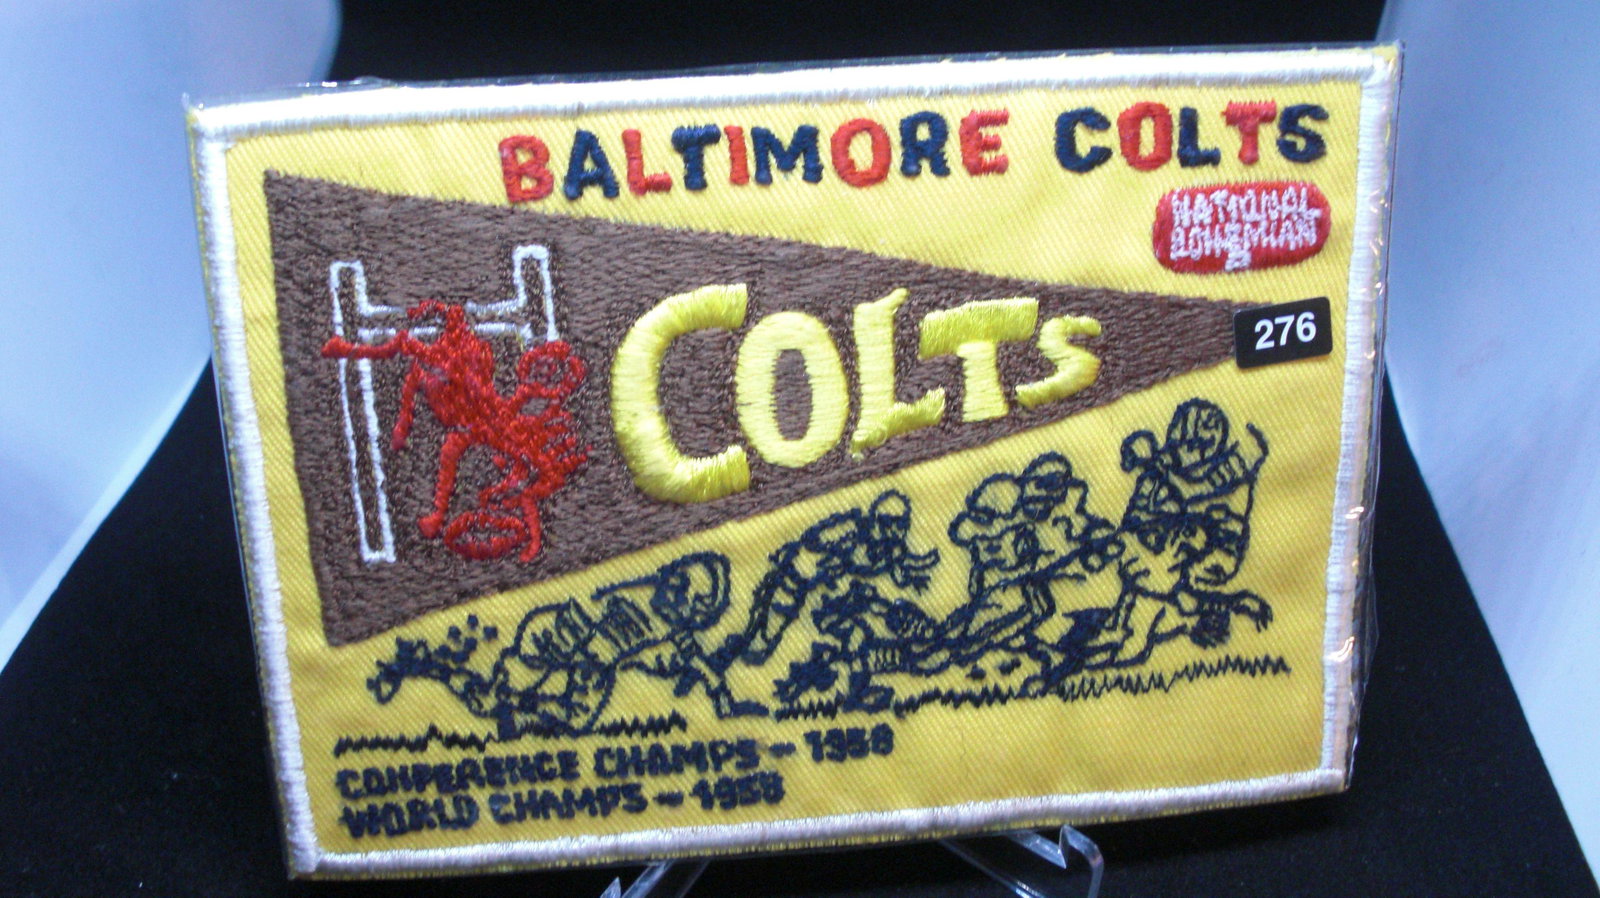 BALTIMORE COLTS
NATIONAL
BOHEMIAN
276
COLTS
CONFERENCE CHAMPS - 1958
WORLD CHAMPS - 1958